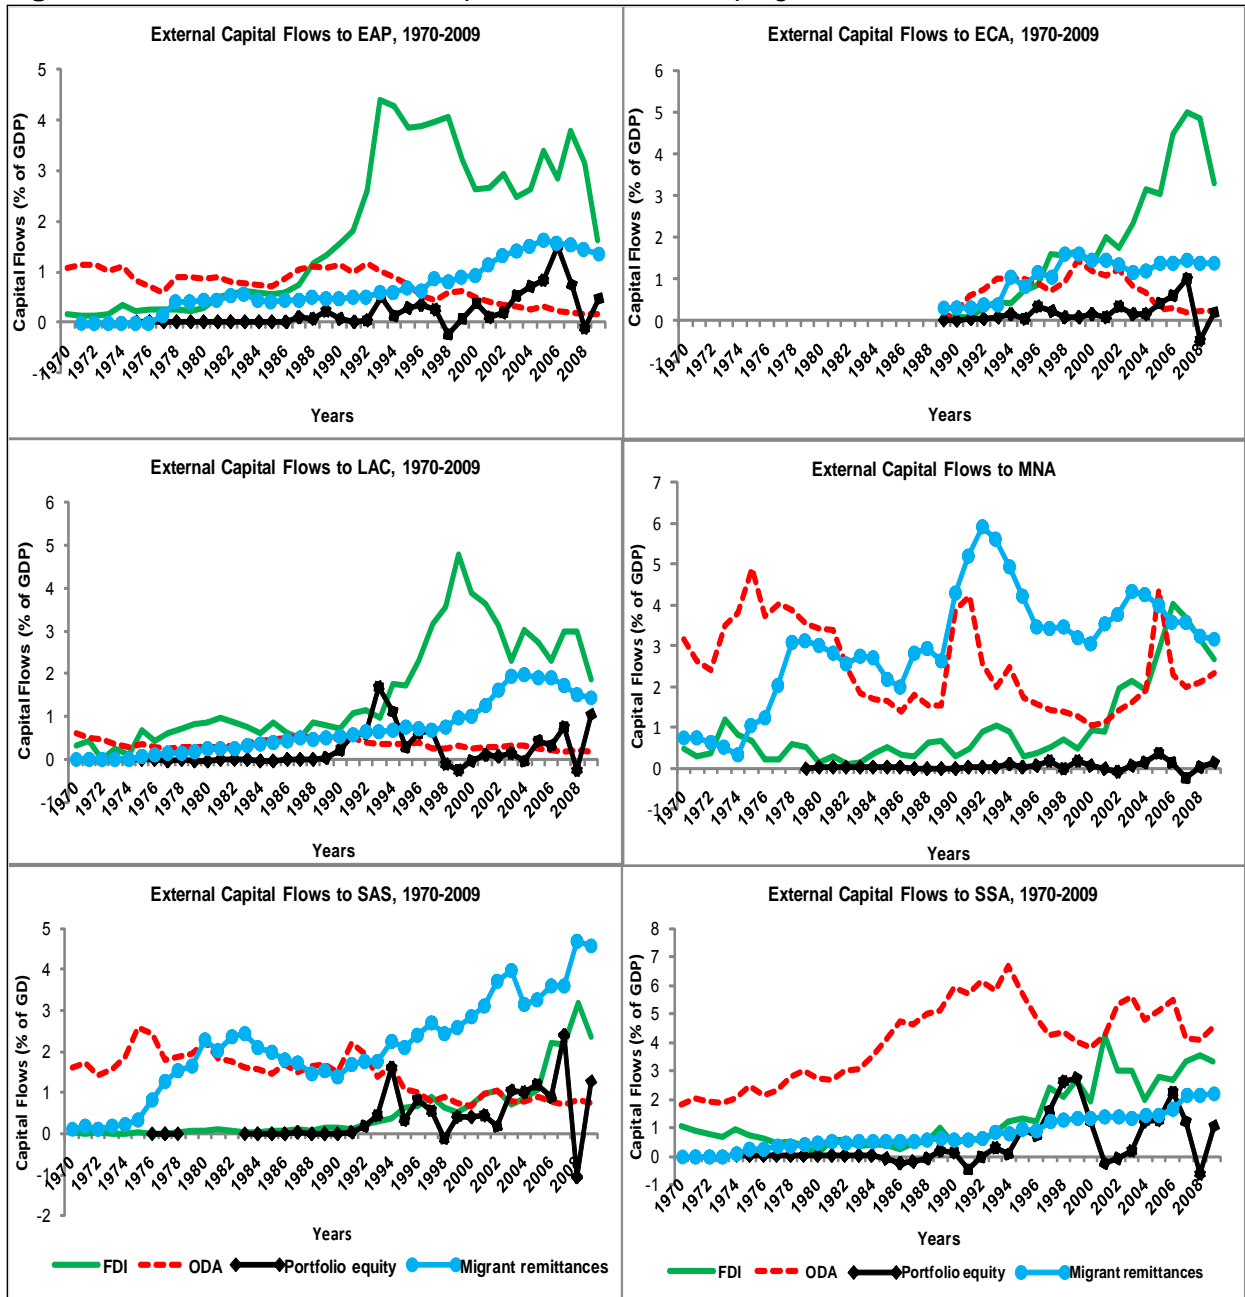 External Capital Flows to EAP, 1970-2009
5
4
3
2
1
0
-1
Capital Flows (% of GDP)
1970 1972 1974 1976 1978 1980 1982 1984 1986 1988 1990 1992 1994 1996 1998 2000 2002 2004 2006 2008
Years
External Capital Flows to ECA, 1970-2009
6
5
4
3
2
1
0
-1
Capital Flows (% of GDP)
1970 1972 1974 1976 1978 1980 1982 1984 1986 1988 1990 1992 1994 1996 1998 2000 2002 2004 2006 2008
Years
External Capital Flows to LAC, 1970-2009
6
5
4
3
2
1
0
-1
Capital Flows (% of GDP)
1970 1972 1974 1976 1978 1980 1982 1984 1986 1988 1990 1992 1994 1996 1998 2000 2002 2004 2006 2008
Years
External Capital Flows to MNA
7
6
5
4
3
2
1
0
-1
Capital Flows (% of GDP)
1970 1972 1974 1976 1978 1980 1982 1984 1986 1988 1990 1992 1994 1996 1998 2000 2002 2004 2006 2008
Years
External Capital Flows to SAS, 1970-2009
5
4
3
2
1
0
-1
-2
Capital Flows (% of GD)
1970 1972 1974 1976 1978 1980 1982 1984 1986 1988 1990 1992 1994 1996 1998 2000 2002 2004 2006 2008
Years
FDI ODA Portfolio equity Migrant remittances
External Capital Flows to SSA, 1970-2009
8
7
6
5
4
3
2
1
0
-1
Capital Flows (% of GDP)
1970 1972 1974 1976 1978 1980 1982 1984 1986 1988 1990 1992 1994 1996 1998 2000 2002 2004 2006 2008
Years
FDI ODA Portfolio equity Migrant remittances